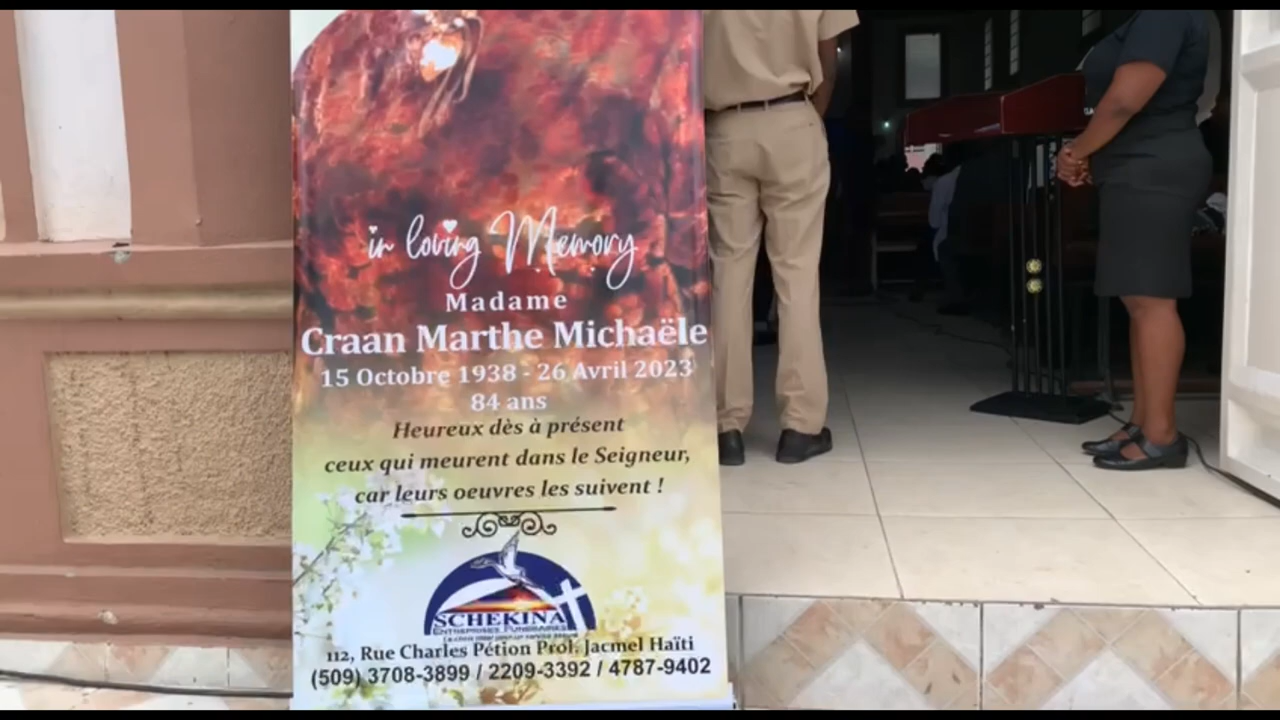 in loving Memory
Madame
Craan Marthe Michaële
15 Octobre 1938 - 26 Avril 2023
84 ans
Heureux dès à présent
ceux qui meurent dans le Seigneur,
car leurs oeuvres les suivent !
SCHEKINA
ENTREPRISES FUNÉRAIRES
112, Rue Charles Pétion Prol. Jacmel Haïti
(509) 3708-3899 / 2209-3392 / 4787-9402